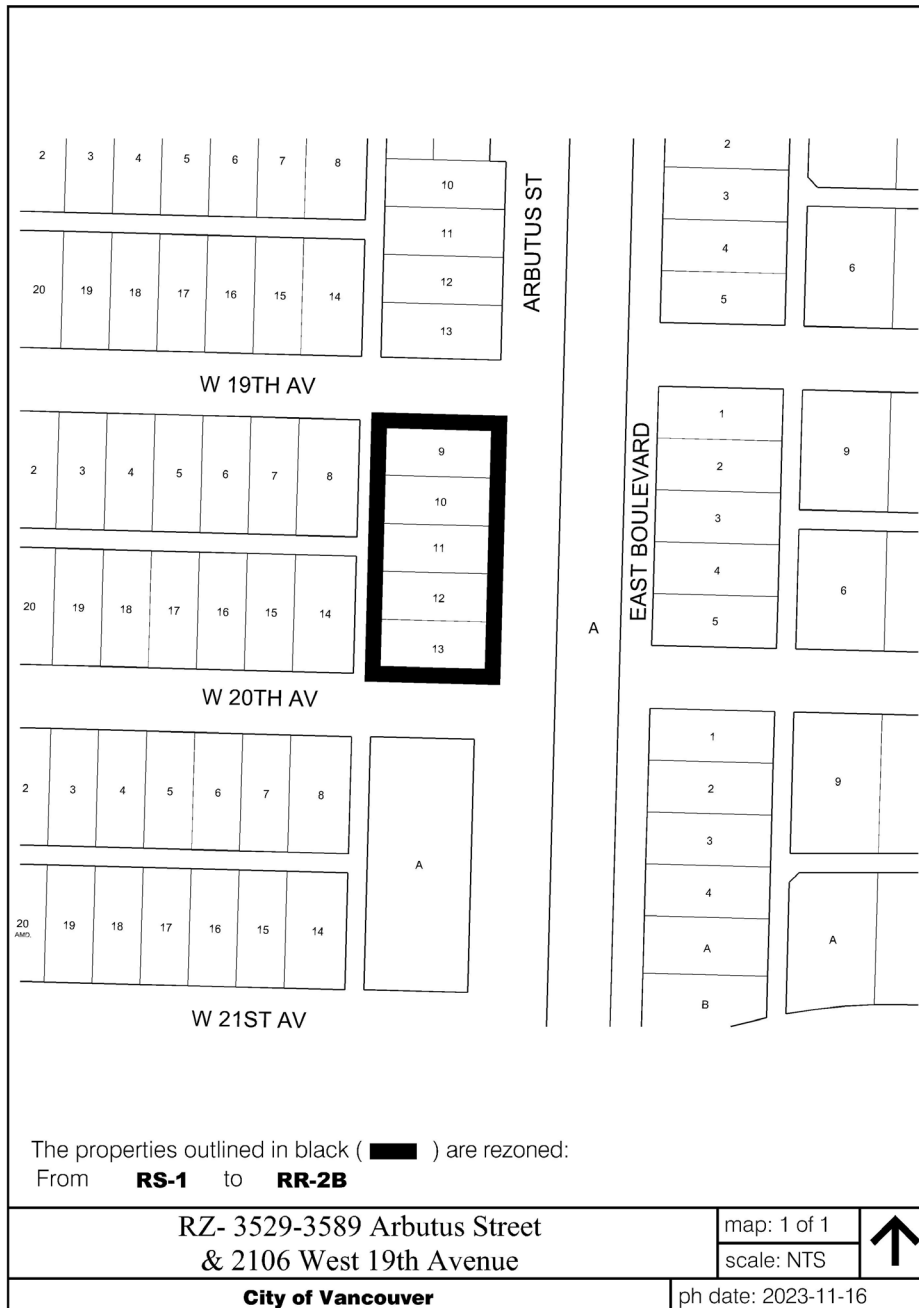 2 3 4 5 6 7 8
10
11
12
13
ARBUTUS ST
2
3
4
5
6
20 19 18 17 16 15 14
W 19TH AV
2 3 4 5 6 7 8
9
10
11
12
13
EAST BOULEVARD
1
2
3
4
5
9
6
A
20 19 18 17 16 15 14
W 20TH AV
2 3 4 5 6 7 8
A
1
2
3
4
A
B
9
A
20 19 18 17 16 15 14
AMD.
W 21ST AV
The properties outlined in black ( ) are rezoned:
From RS-1 to RR-2B
RZ- 3529-3589 Arbutus Street
& 2106 West 19th Avenue
map: 1 of 1
scale: NTS
City of Vancouver
ph date: 2023-11-16